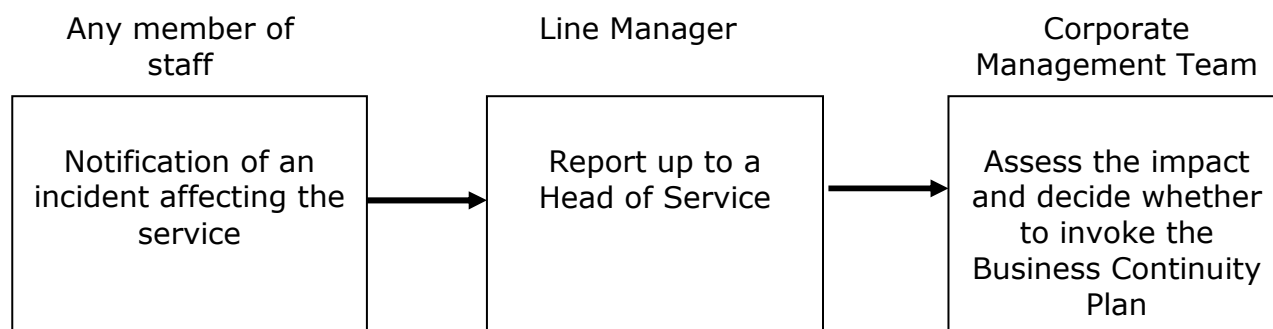 Any member of
staff
Line Manager
Corporate
Management Team
Notification of an
incident affecting the
service
Report up to a
Head of Service
Assess the impact
and decide whether
to invoke the
Business Continuity
Plan